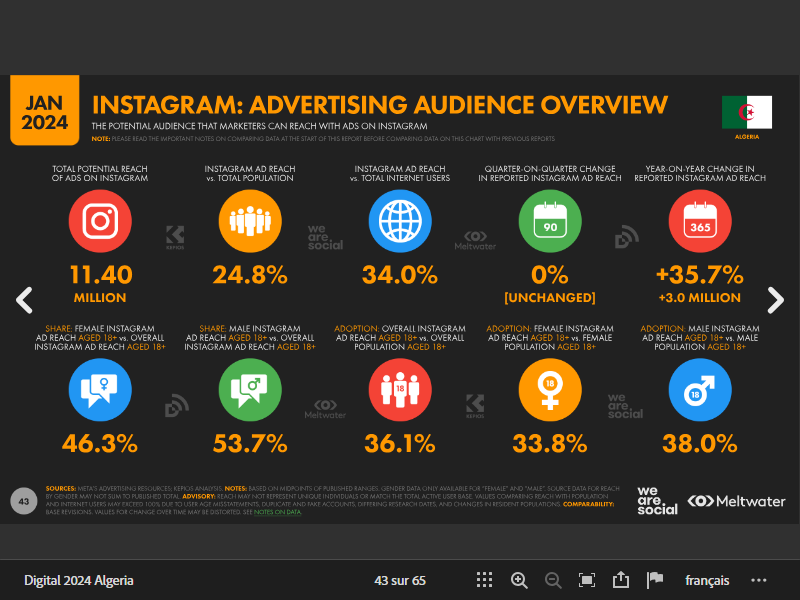 JAN
2024
INSTAGRAM: ADVERTISING AUDIENCE OVERVIEW
THE POTENTIAL AUDIENCE THAT MARKETERS CAN REACH WITH ADS ON INSTAGRAM
NOTE: PLEASE READ THE IMPORTANT NOTES ON COMPARING DATA AT THE START OF THIS REPORT BEFORE COMPARING DATA ON THIS CHART WITH PREVIOUS REPORTS
ALGERIA
TOTAL POTENTIAL REACH
OF ADS ON INSTAGRAM
11.40
MILLION
INSTAGRAM AD REACH
vs. TOTAL POPULATION
24.8%
INSTAGRAM AD REACH
vs. TOTAL INTERNET USERS
34.0%
QUARTER-ON-QUARTER CHANGE
IN REPORTED INSTAGRAM AD REACH
90
0%
[UNCHANGED]
YEAR-ON-YEAR CHANGE IN
REPORTED INSTAGRAM AD REACH
365
+35.7%
+3.0 MILLION
KEPIOS
we
are.
social
Meltwater
SHARE: FEMALE INSTAGRAM
AD REACH AGED 18+ vs. OVERALL
INSTAGRAM AD REACH AGED 18+
46.3%
SHARE: MALE INSTAGRAM
AD REACH AGED 18+ vs. OVERALL
INSTAGRAM AD REACH AGED 18+
53.7%
ADOPTION: OVERALL INSTAGRAM
AD REACH AGED 18+ vs. OVERALL
POPULATION AGED 18+
18
36.1%
ADOPTION: FEMALE INSTAGRAM
AD REACH AGED 18+ vs. FEMALE
POPULATION AGED 18+
18
33.8%
ADOPTION: MALE INSTAGRAM
AD REACH AGED 18+ vs. MALE
POPULATION AGED 18+
18
38.0%
Meltwater
KEPIOS
we
are.
social
43
SOURCES: META'S ADVERTISING RESOURCES; KEPIOS ANALYSIS. NOTES: BASED ON MIDPOINTS OF PUBLISHED RANGES. GENDER DATA ONLY AVAILABLE FOR "FEMALE" AND "MALE". SOURCE DATA FOR REACH
BY GENDER MAY NOT SUM TO PUBLISHED TOTAL. ADVISORY: REACH MAY NOT REPRESENT UNIQUE INDIVIDUALS OR MATCH THE TOTAL ACTIVE USER BASE. VALUES COMPARING REACH WITH POPULATION
AND INTERNET USERS MAY EXCEED 100% DUE TO USER AGE MISSTATEMENTS, DUPLICATE AND FAKE ACCOUNTS, DIFFERING RESEARCH DATES, AND CHANGES IN RESIDENT POPULATIONS. COMPARABILITY:
BASE REVISIONS. VALUES FOR CHANGE OVER TIME MAY BE DISTORTED. SEE NOTES ON DATA.
we
are.
social
Meltwater
Digital 2024 Algeria
43 sur 65
français